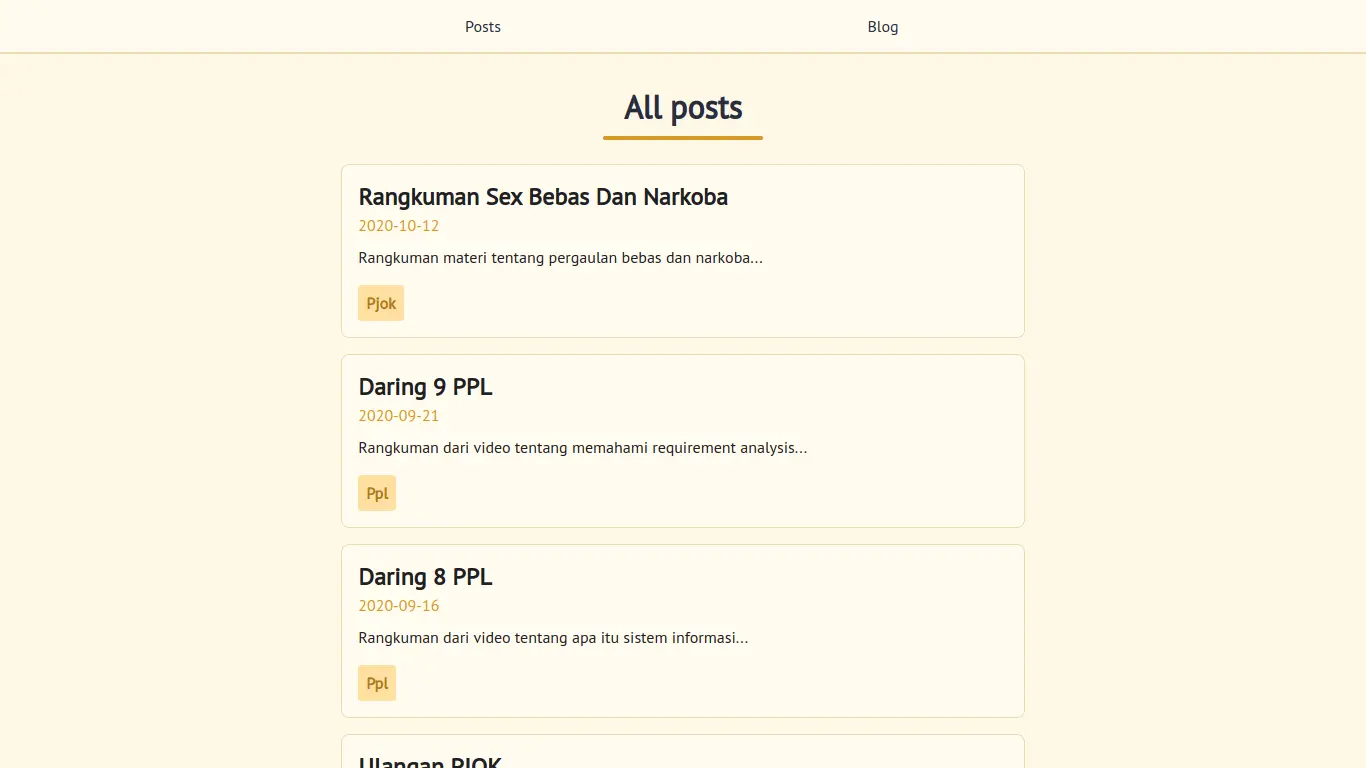 Posts
Blog
All posts
Rangkuman Sex Bebas Dan Narkoba
2020-10-12
Rangkuman materi tentang pergaulan bebas dan narkoba...
Pjok
Daring 9 PPL
2020-09-21
Rangkuman dari video tentang memahami requirement analysis...
Ppl
Daring 8 PPL
2020-09-16
Rangkuman dari video tentang apa itu sistem informasi...
Ppl
Ulangan PJOK